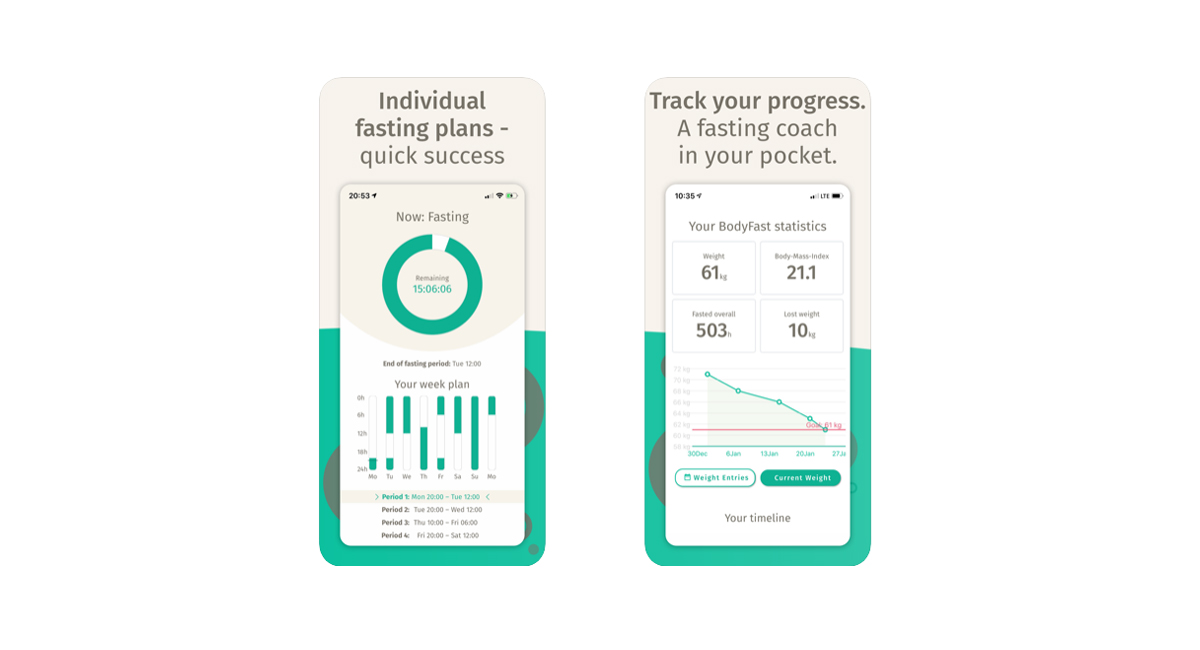 Individual
fasting plans -
quick success
20:53
Now: Fasting
Remaining
15:06:06
End of fasting period: Tue 12:00
Your week plan
0h
6h
12h
18h
24h
Mo Tu We Th Fr Sa Su Mo
Period 1: Mon 20:00 – Tue 12:00
Period 2: Tue 20:00 – Wed 12:00
Period 3: Thu 10:00 – Fri 06:00
Period 4: Fri 20:00 – Sat 12:00
Track your progress.
A fasting coach
in your pocket.
10:35
LTE
Your BodyFast statistics
Weight
61kg
Body-Mass-Index
21.1
Fasted overall
503h
Lost weight
10kg
72 kg
70 kg
68 kg
66 kg
64 kg
62 kg
60 kg
58 kg
Goal: 61 kg
30Dec 6Jan 13Jan 20Jan
Weight Entries
Current Weight
Your timeline